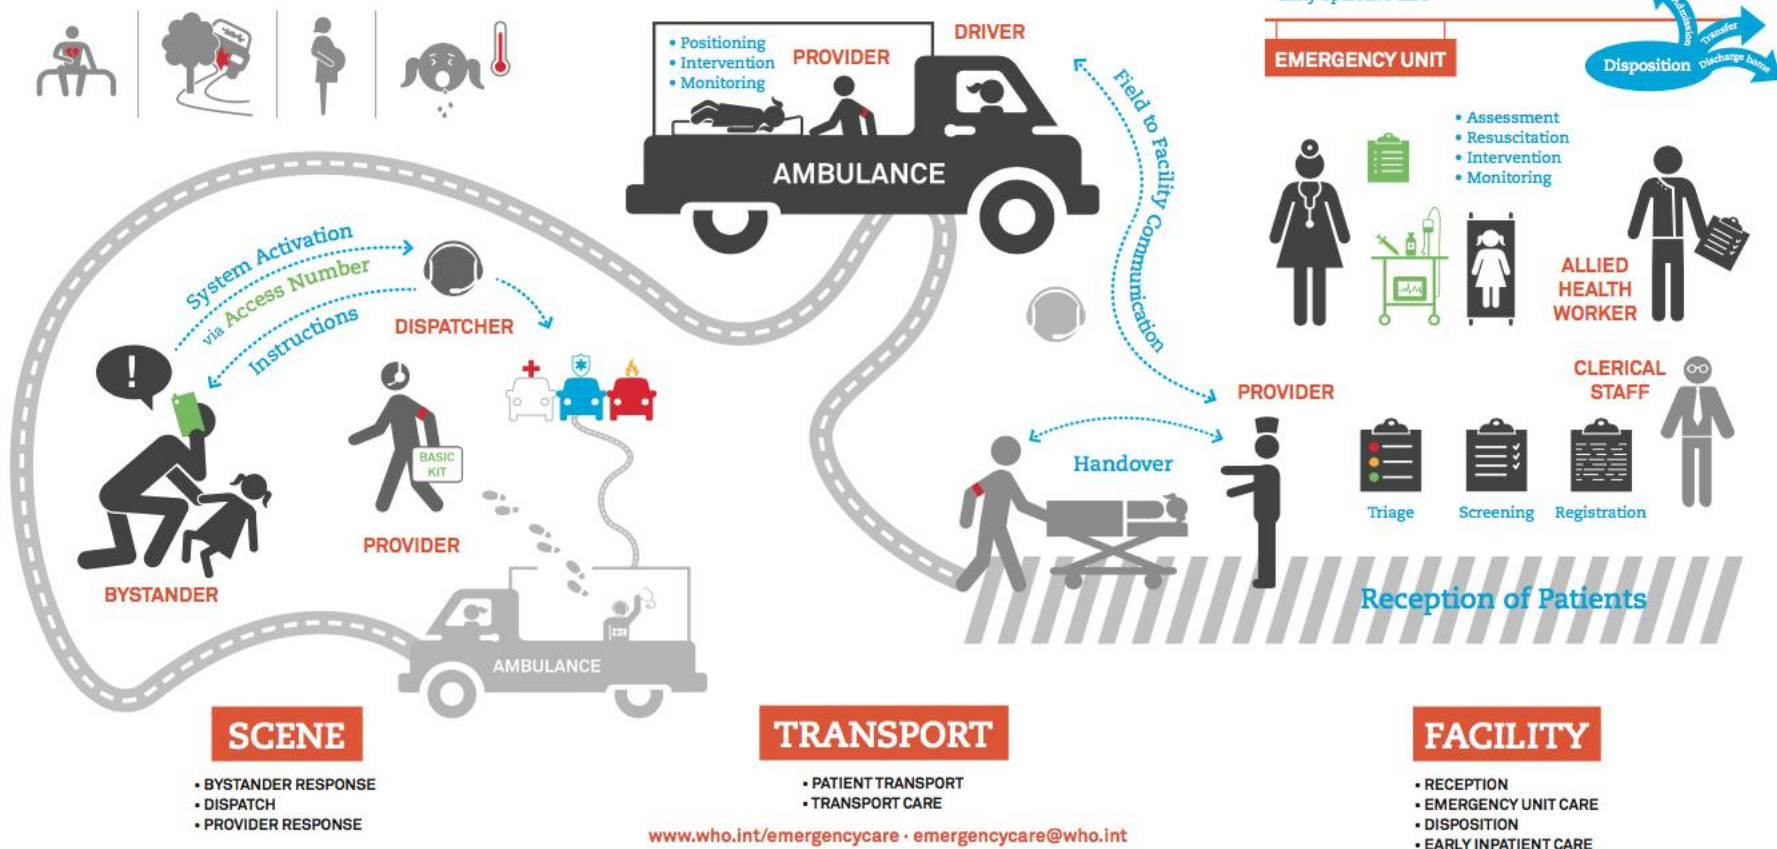 • Positioning
• Intervention
• Monitoring
PROVIDER
DRIVER
AMBULANCE
Field to Facility Communication
EMERGENCY UNIT
Disposition
Admission
Transfer
Discharge home
• Assessment
• Resuscitation
• Intervention
• Monitoring
ALLIED
HEALTH
WORKER
System Activation
via Access Number
Instructions
DISPATCHER
!
BASIC
KIT
PROVIDER
BYSTANDER
AMBULANCE
Handover
PROVIDER
CLERICAL
STAFF
Triage
Screening
Registration
Reception of Patients
SCENE
• BYSTANDER RESPONSE
• DISPATCH
• PROVIDER RESPONSE
TRANSPORT
• PATIENT TRANSPORT
• TRANSPORT CARE
www.who.int/emergencycare · emergencycare@who.int
FACILITY
• RECEPTION
• EMERGENCY UNIT CARE
• DISPOSITION
• EARLY INPATIENT CARE